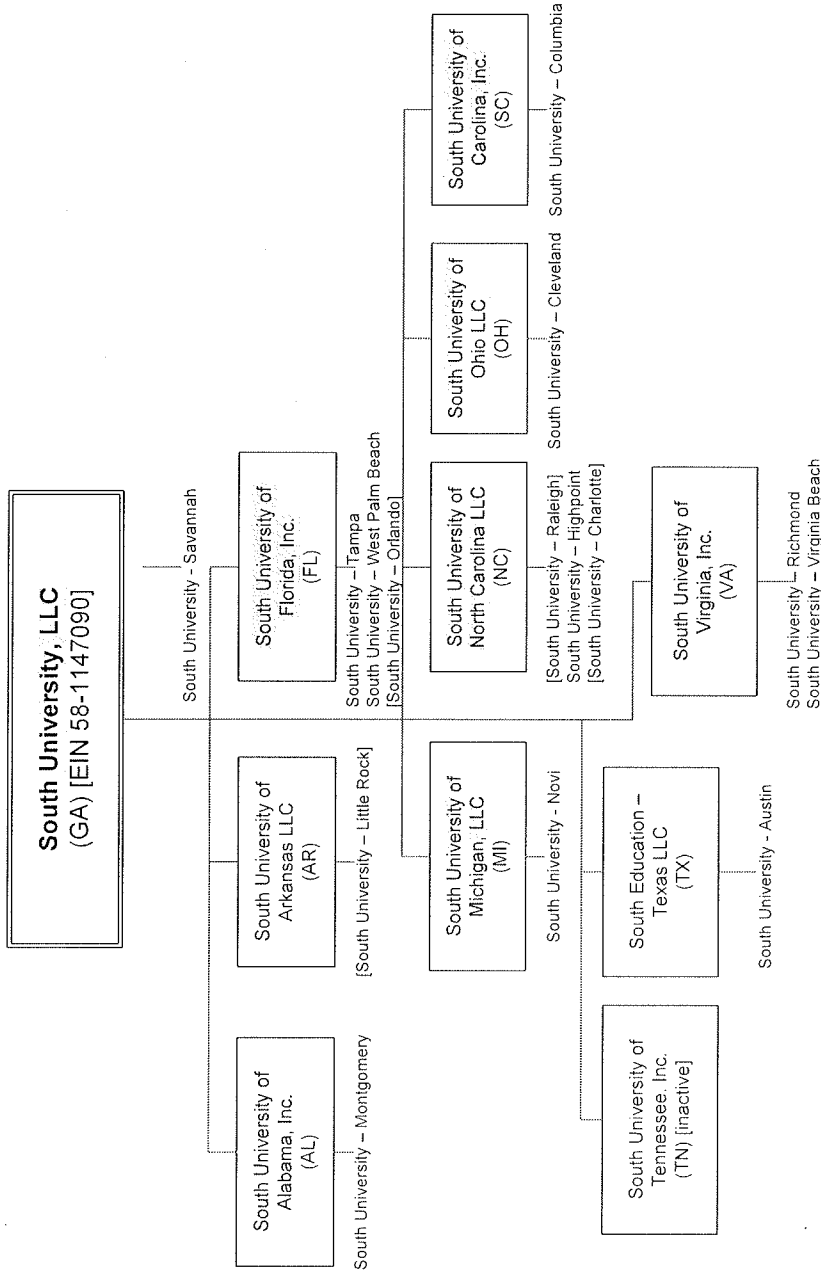 South University, LLC
(GA) [EIN 58-1147090]
South University - Savannah
South University of
Alabama, Inc.
(AL)
South University – Montgomery
South University of
Arkansas LLC
(AR)
[South University – Little Rock]
South University of
Florida, Inc.
(FL)
South University – Tampa
South University – West Palm Beach
[South University – Orlando]
South University of
Michigan, LLC
(MI)
South University - Novi
South University of
North Carolina LLC
(NC)
[South University – Raleigh]
South University – Highpoint
[South University – Charlotte]
South University of
Ohio LLC
(OH)
South University – Cleveland
South University of
Carolina, Inc.
(SC)
South University – Columbia
South University of
Tennessee, Inc.
(TN) [inactive]
South Education –
Texas LLC
(TX)
South University - Austin
South University of
Virginia, Inc.
(VA)
South University – Richmond
South University – Virginia Beach